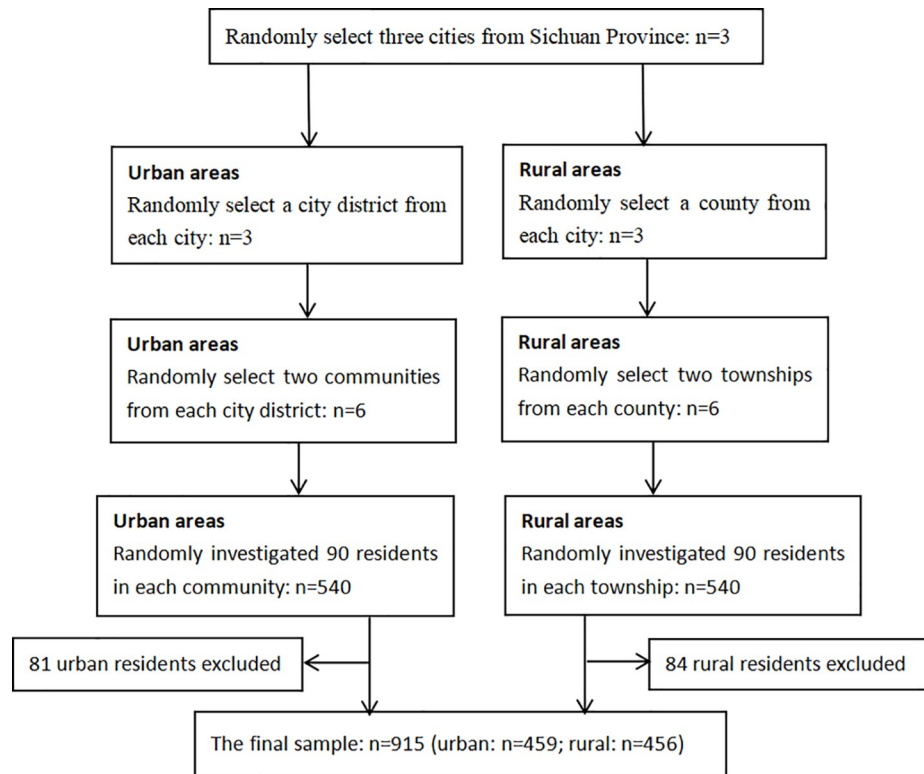 Randomly select three cities from Sichuan Province: n=3
Urban areas
Randomly select a city district from
each city: n=3
Rural areas
Randomly select a county from
each city: n=3
Urban areas
Randomly select two communities
from each city district: n=6
Rural areas
Randomly select two townships
from each county: n=6
Urban areas
Randomly investigated 90 residents
in each community: n=540
Rural areas
Randomly investigated 90 residents
in each township: n=540
81 urban residents excluded
84 rural residents excluded
The final sample: n=915 (urban: n=459; rural: n=456)